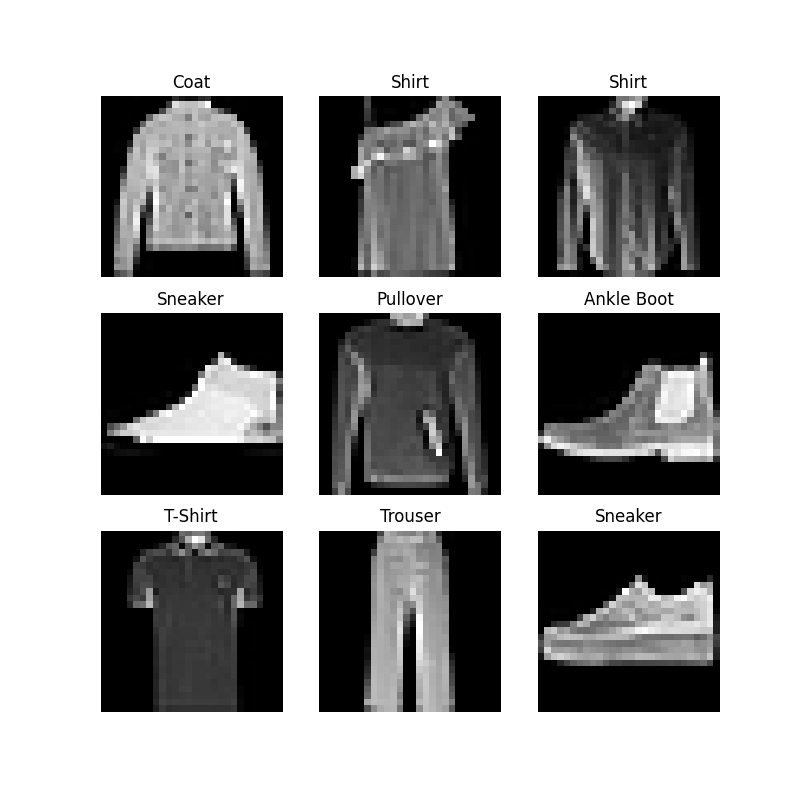 Coat
Shirt
Shirt
Sneaker
Pullover
Ankle Boot
T-Shirt
Trouser
Sneaker